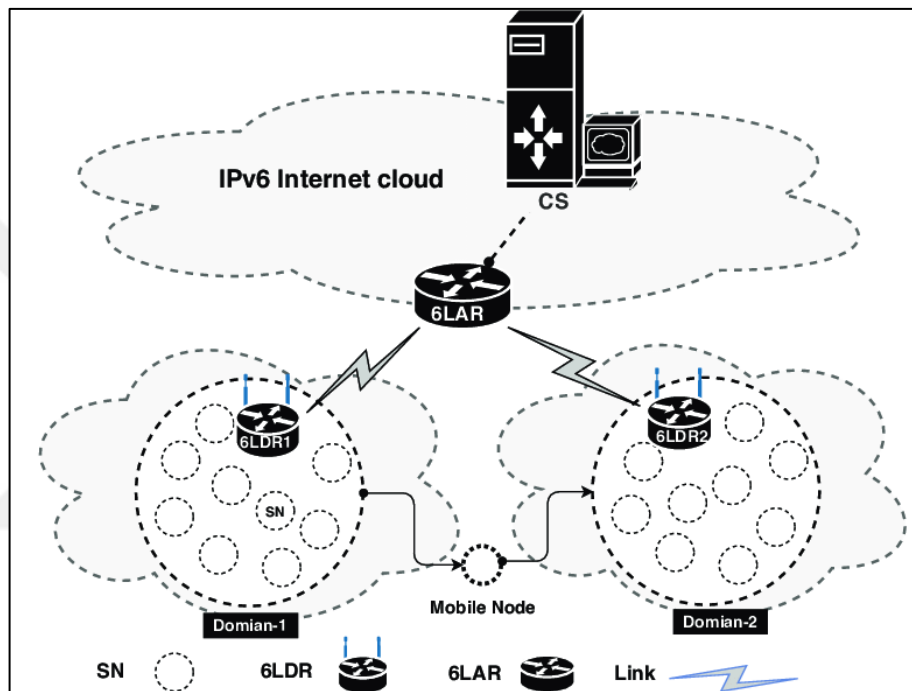 IPv6 Internet cloud
CS
6LAR
6LDR1
6LDR2
SN
Mobile Node
Domian-1
Domian-2
SN 6LDR 6LAR Link